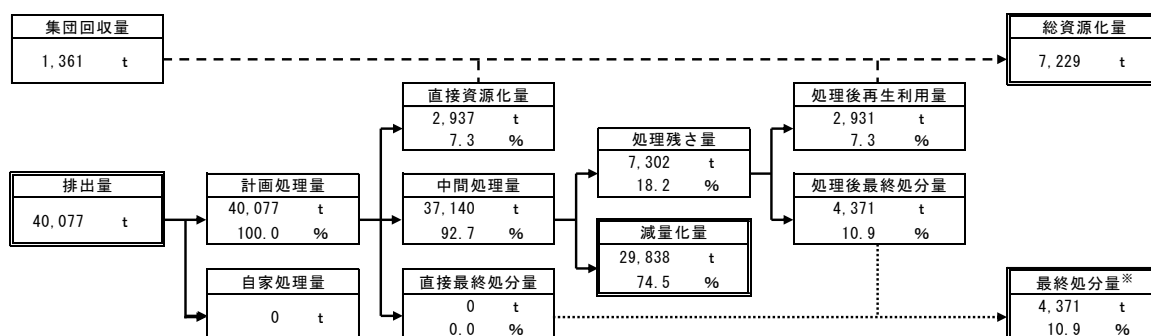 集団回収量
1,361 t
総資源化量
7,229 t
直接資源化量
2,937 t
7.3 %
処理後再生利用量
2,931 t
7.3 %
処理残さ量
7,302 t
18.2 %
排出量
40,077 t
計画処理量
40,077 t
100.0 %
中間処理量
37,140 t
92.7 %
処理後最終処分量
4,371 t
10.9 %
減量化量
29,838 t
74.5 %
自家処理量
0 t
直接最終処分量
0 t
0.0 %
最終処分量※
4,371 t
10.9 %